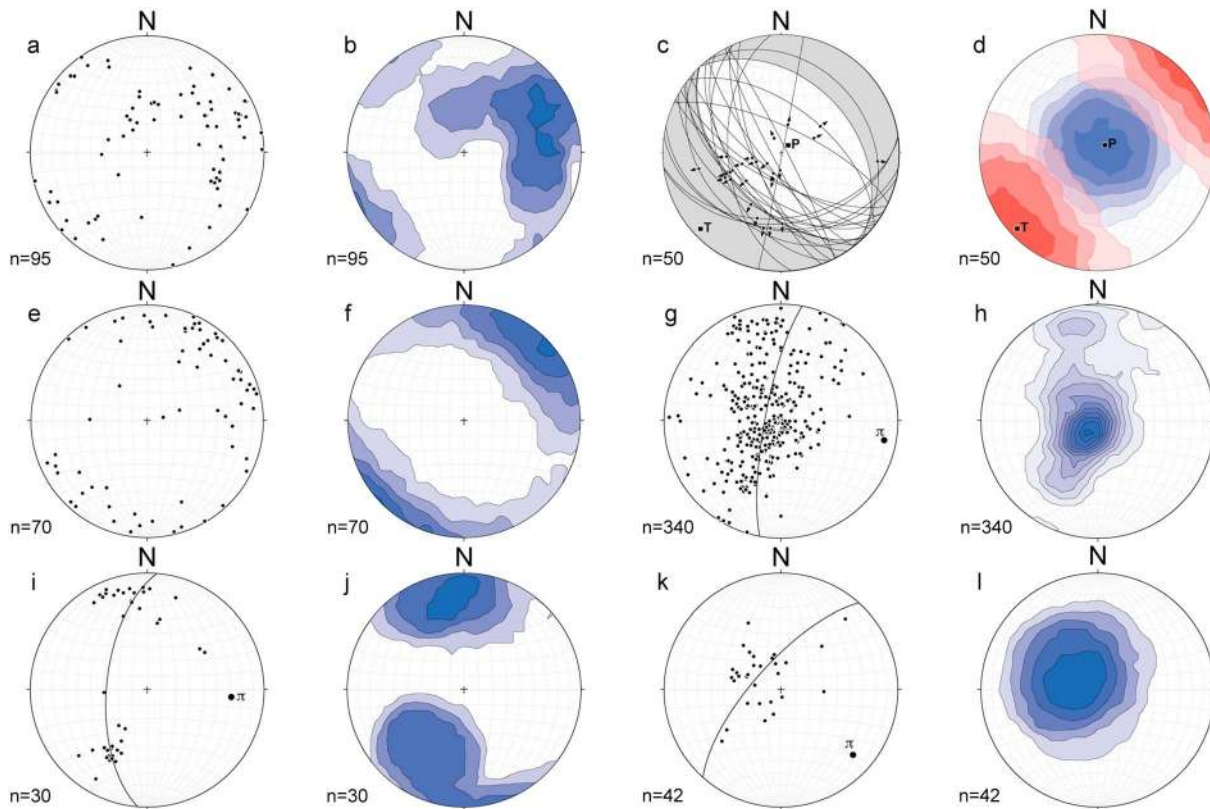 N N N N
a b c d
P P
T T
n=95 n=95 n=50 n=50
N N N N
e f g h
π
n=70 n=70 n=340 n=340
N N N N
i j k l
π
π
n=30 n=30 n=42 n=42